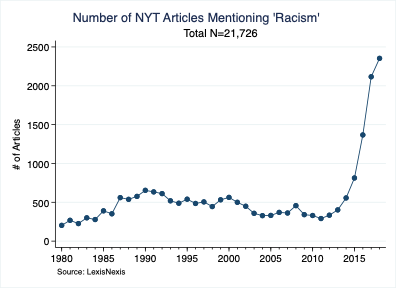 Number of NYT Articles Mentioning 'Racism'
Total N=21,726
# of Articles
2500
2000
1500
1000
500
0
1980 1985 1990 1995 2000 2005 2010 2015
Source: LexisNexis